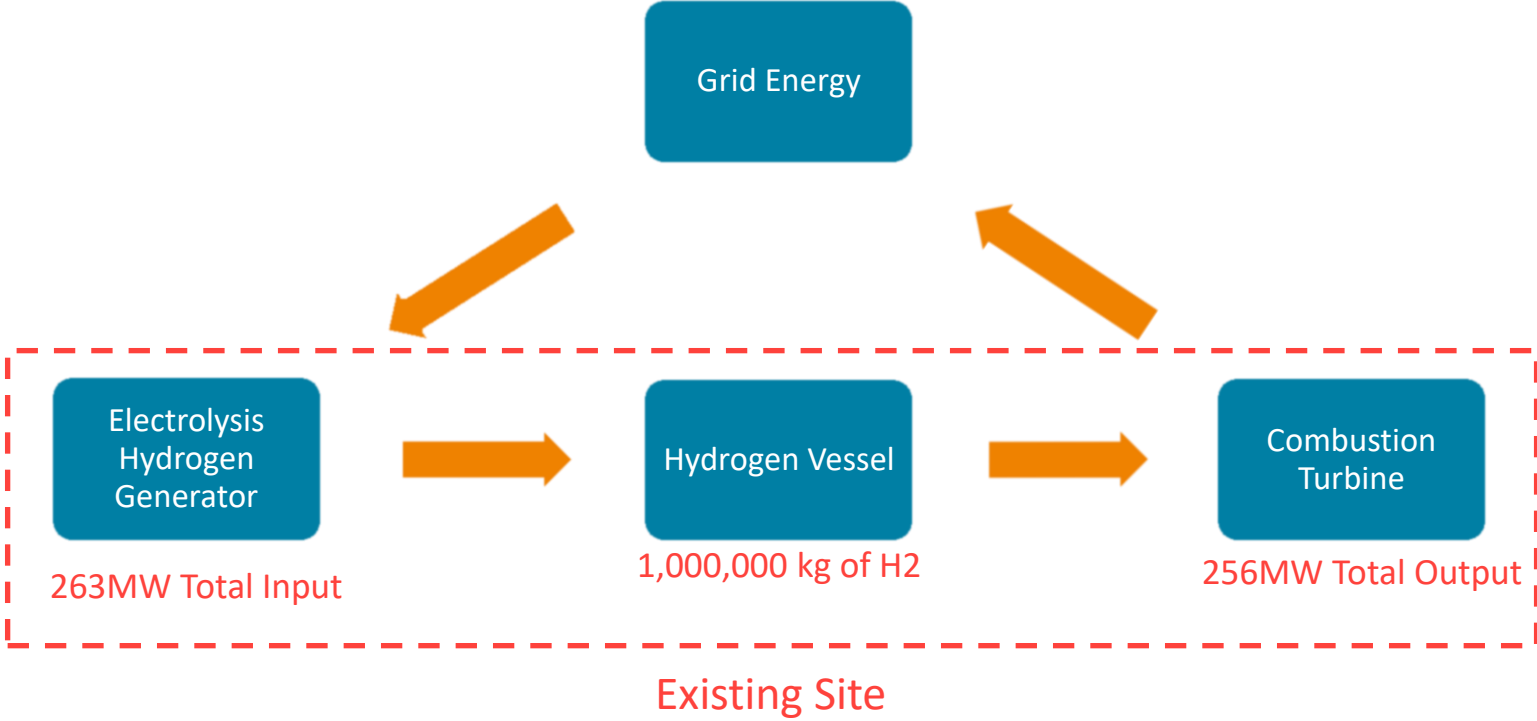 Grid Energy
Electrolysis
Hydrogen
Generator
Hydrogen Vessel
Combustion
Turbine
263MW Total Input
1,000,000 kg of H2
256MW Total Output
Existing Site